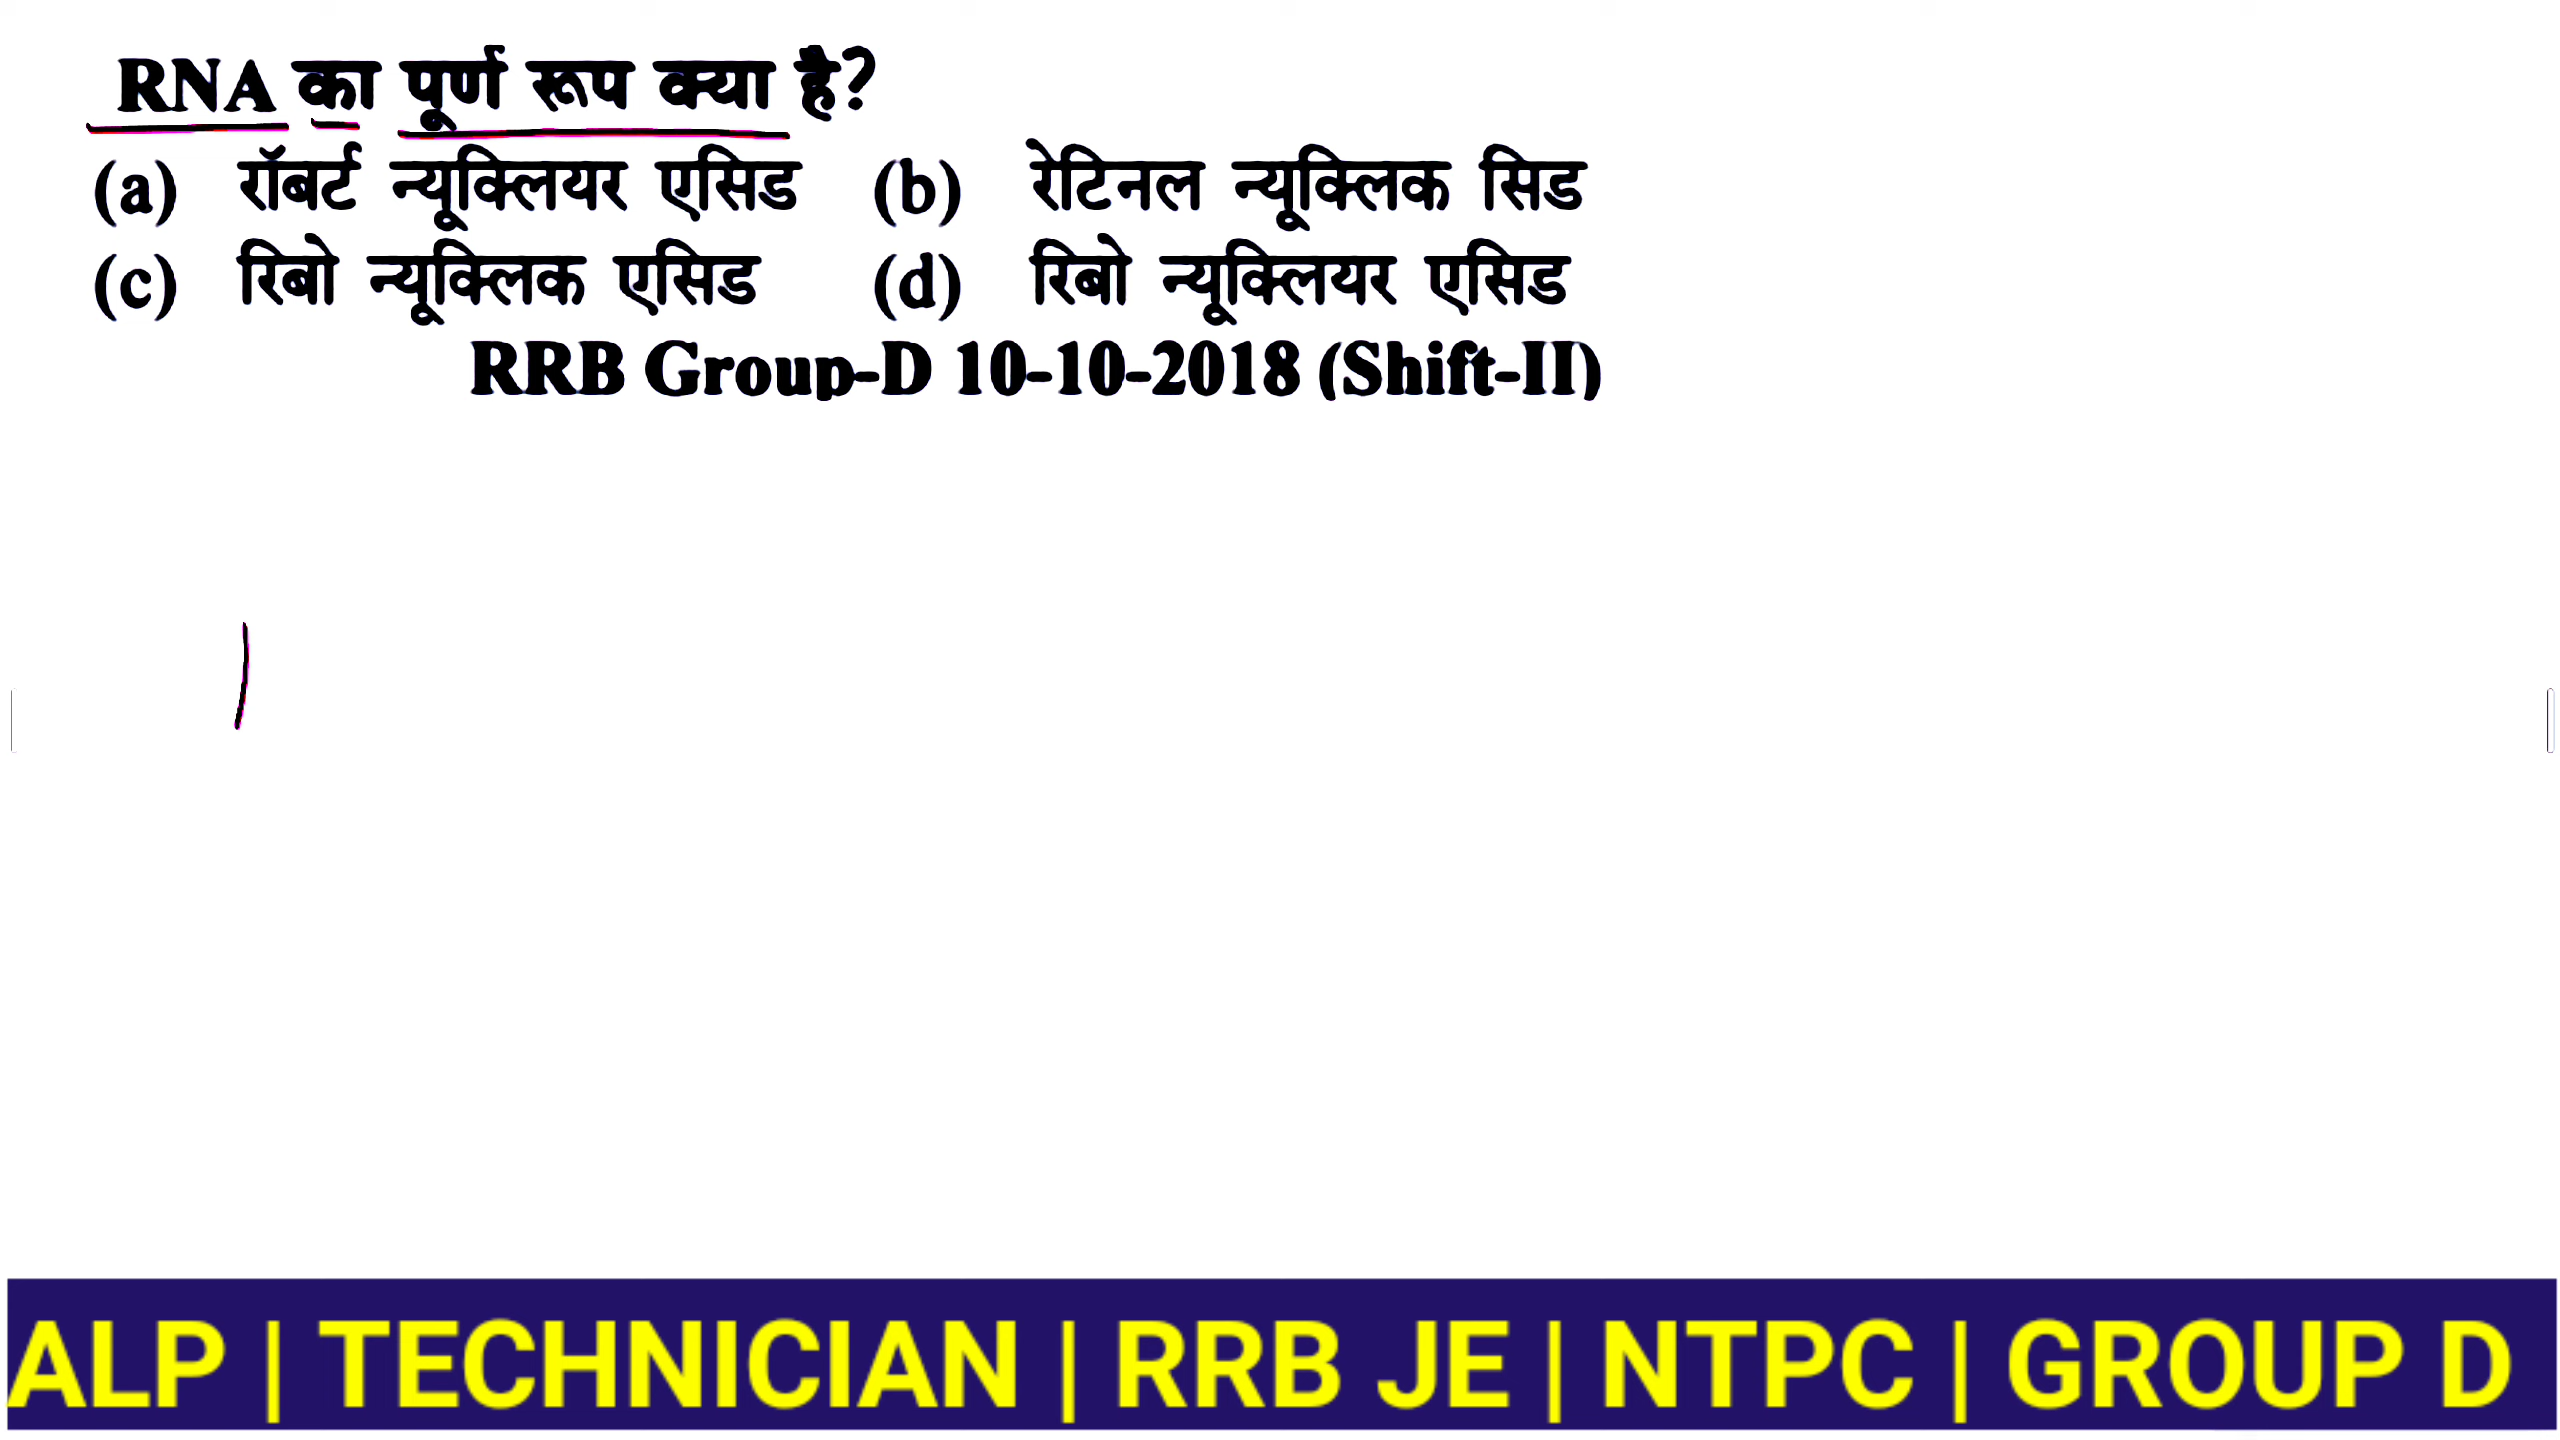 RNA का पूर्ण रूप क्या है?
(a) रॉबर्ट न्यूक्लियर एसिड (b) रेटिनल न्यूक्लिक सिड
(c) रिबो न्यूक्लिक एसिड (d) रिबो न्यूक्लियर एसिड
RRB Group-D 10-10-2018 (Shift-II)
ALP | TECHNICIAN | RRB JE | NTPC | GROUP D